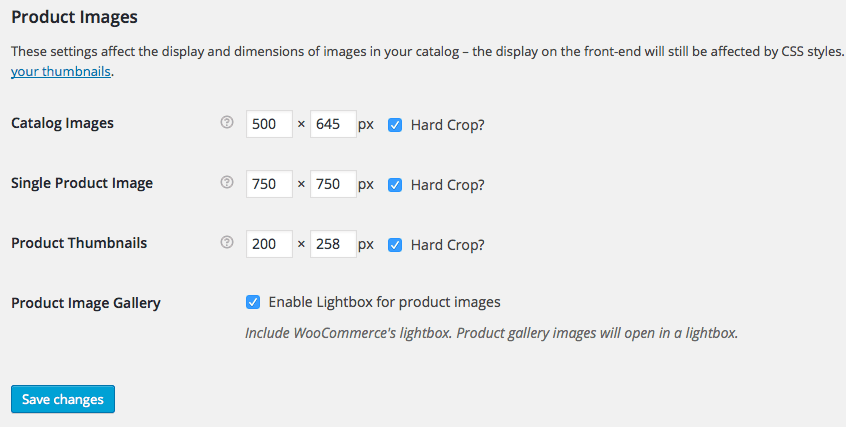 Product Images
These settings affect the display and dimensions of images in your catalog – the display on the front-end will still be affected by CSS styles.
your thumbnails.
Catalog Images ? 500 × 645 px Hard Crop?
Single Product Image ? 750 × 750 px Hard Crop?
Product Thumbnails ? 200 × 258 px Hard Crop?
Product Image Gallery Enable Lightbox for product images
Include WooCommerce's lightbox. Product gallery images will open in a lightbox.
Save changes